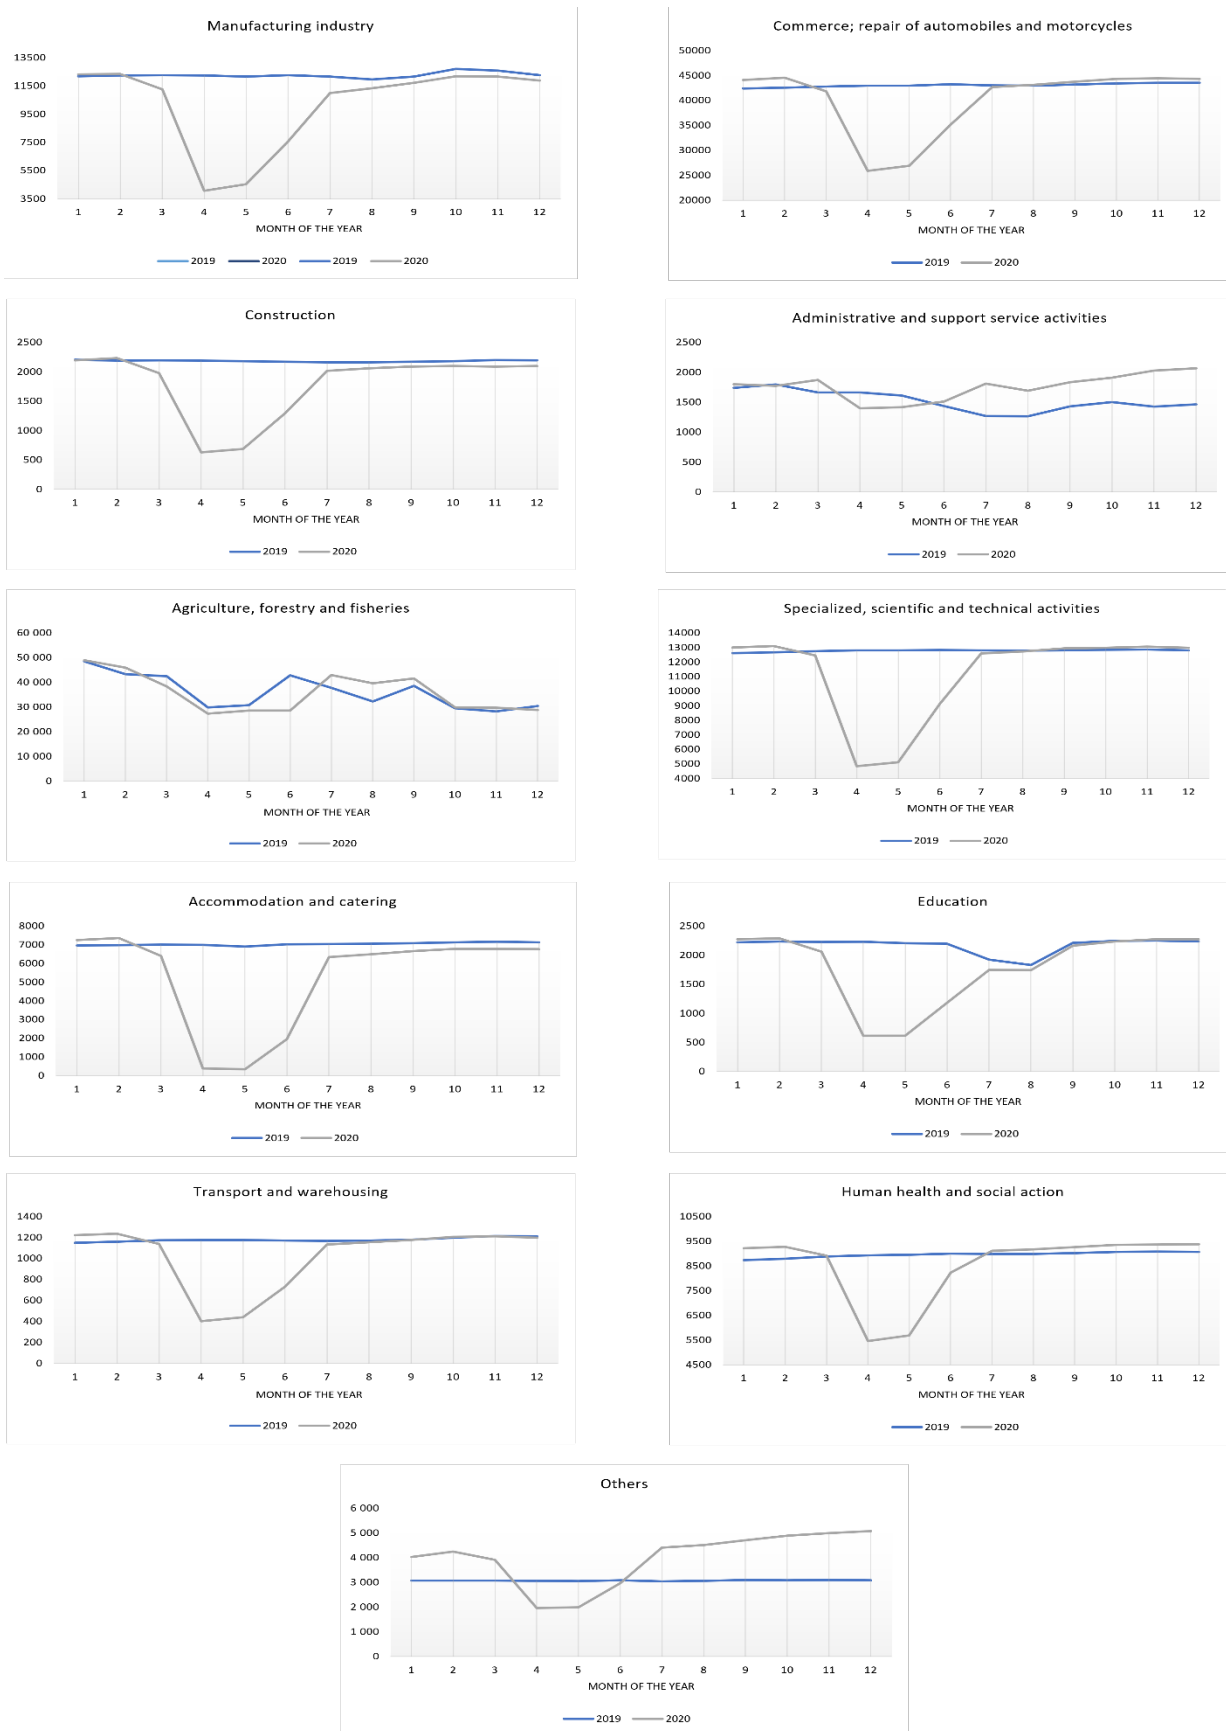 Manufacturing industry
13500
11500
9500
7500
5500
3500
1 2 3 4 5 6 7 8 9 10 11 12
MONTH OF THE YEAR
2019 2020 2019 2020
Commerce; repair of automobiles and motorcycles
50000
45000
40000
35000
30000
25000
20000
1 2 3 4 5 6 7 8 9 10 11 12
MONTH OF THE YEAR
2019 2020
Construction
2500
2000
1500
1000
500
0
1 2 3 4 5 6 7 8 9 10 11 12
MONTH OF THE YEAR
2019 2020
Administrative and support service activities
2500
2000
1500
1000
500
0
1 2 3 4 5 6 7 8 9 10 11 12
MONTH OF THE YEAR
2019 2020
Agriculture, forestry and fisheries
60 000
50 000
40 000
30 000
20 000
10 000
0
1 2 3 4 5 6 7 8 9 10 11 12
MONTH OF THE YEAR
2019 2020
Specialized, scientific and technical activities
14000
13000
12000
11000
10000
9000
8000
7000
6000
5000
4000
1 2 3 4 5 6 7 8 9 10 11 12
MONTH OF THE YEAR
2019 2020
Accommodation and catering
8000
7000
6000
5000
4000
3000
2000
1000
0
1 2 3 4 5 6 7 8 9 10 11 12
MONTH OF THE YEAR
2019 2020
Education
2500
2000
1500
1000
500
0
1 2 3 4 5 6 7 8 9 10 11 12
MONTH OF THE YEAR
2019 2020
Transport and warehousing
1400
1200
1000
800
600
400
200
0
1 2 3 4 5 6 7 8 9 10 11 12
MONTH OF THE YEAR
2019 2020
Human health and social action
10500
9500
8500
7500
6500
5500
4500
1 2 3 4 5 6 7 8 9 10 11 12
MONTH OF THE YEAR
2019 2020
Others
6 000
5 000
4 000
3 000
2 000
1 000
0
1 2 3 4 5 6 7 8 9 10 11 12
MONTH OF THE YEAR
2019 2020